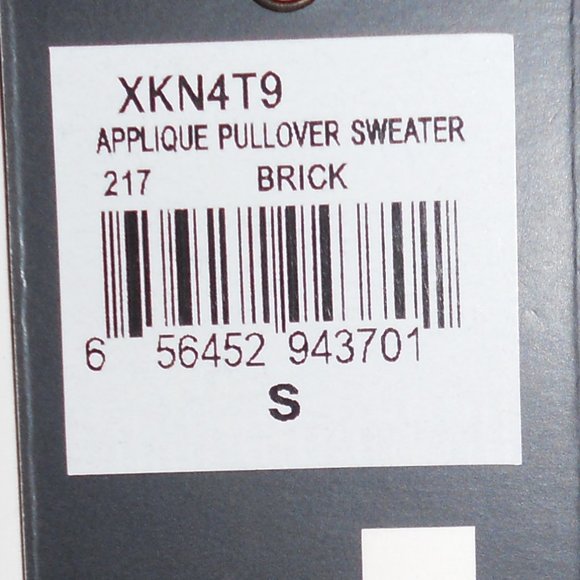 XKN4T9
APPLIQUE PULLOVER SWEATER
217 BRICK
6 56452 943701
S